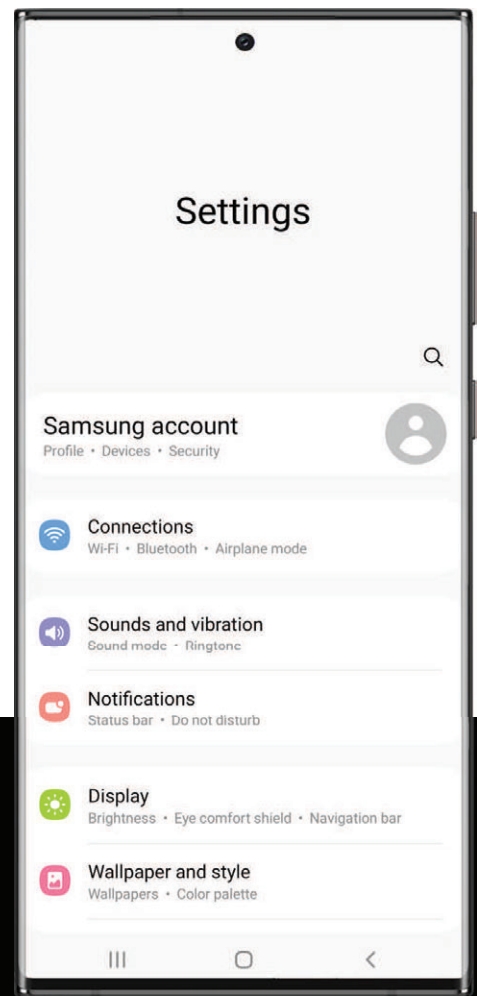 Settings
Samsung account
Profile • Devices • Security
Connections
Wi-Fi • Bluetooth • Airplane mode
Sounds and vibration
Sound mode • Ringtone
Notifications
Status bar • Do not disturb
Display
Brightness • Eye comfort shield • Navigation bar
Wallpaper and style
Wallpapers • Color palette